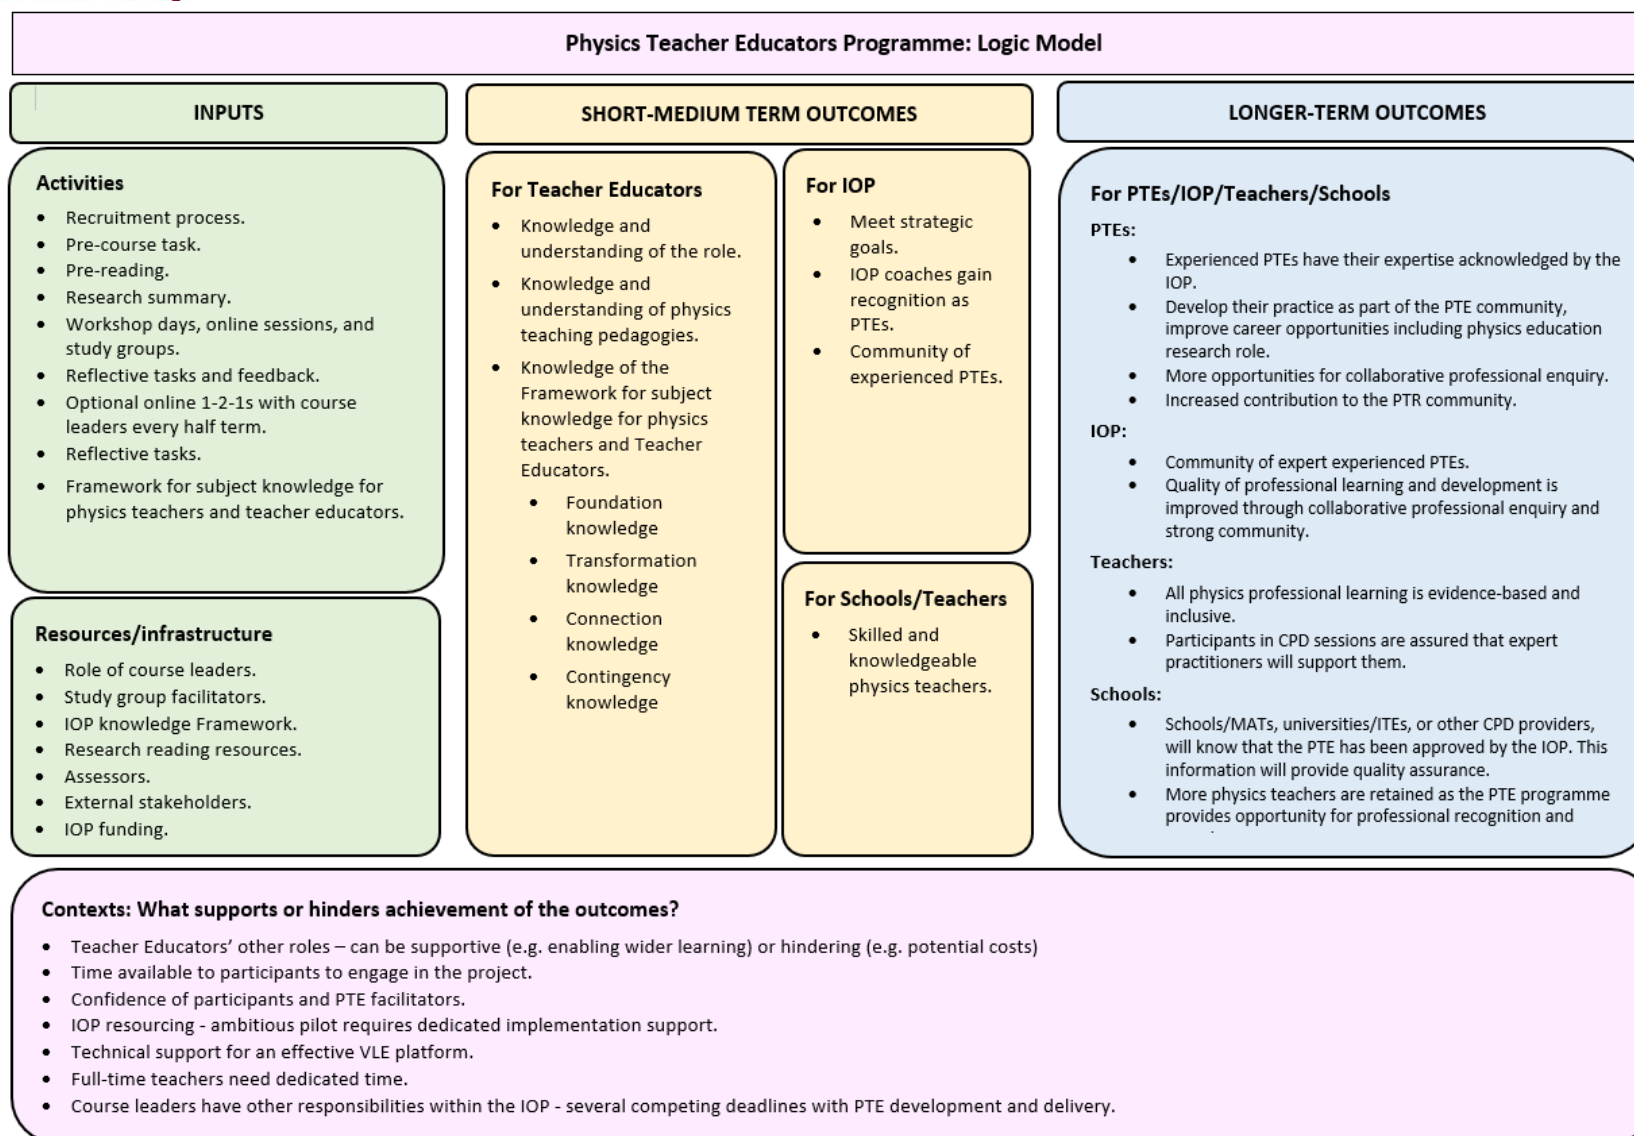 Physics Teacher Educators Programme: Logic Model
INPUTS
Activities
• Recruitment process.
• Pre-course task.
• Pre-reading.
• Research summary.
• Workshop days, online sessions, and
study groups.
• Reflective tasks and feedback.
• Optional online 1-2-1s with course
leaders every half term.
• Reflective tasks.
• Framework for subject knowledge for
physics teachers and teacher educators.
Resources/infrastructure
• Role of course leaders.
• Study group facilitators.
• IOP knowledge Framework.
• Research reading resources.
• Assessors.
• External stakeholders.
• IOP funding.
SHORT-MEDIUM TERM OUTCOMES
For Teacher Educators
• Knowledge and
understanding of the role.
• Knowledge and
understanding of physics
teaching pedagogies.
• Knowledge of the
Framework for subject
knowledge for physics
teachers and Teacher
Educators.
• Foundation
knowledge
• Transformation
knowledge
• Connection
knowledge
• Contingency
knowledge
For IOP
• Meet strategic
goals.
• IOP coaches gain
recognition as
PTEs.
• Community of
experienced PTEs.
For Schools/Teachers
• Skilled and
knowledgeable
physics teachers.
LONGER-TERM OUTCOMES
For PTEs/IOP/Teachers/Schools
PTEs:
• Experienced PTEs have their expertise acknowledged by the
IOP.
• Develop their practice as part of the PTE community,
improve career opportunities including physics education
research role.
• More opportunities for collaborative professional enquiry.
• Increased contribution to the PTR community.
IOP:
• Community of expert experienced PTEs.
• Quality of professional learning and development is
improved through collaborative professional enquiry and
strong community.
Teachers:
• All physics professional learning is evidence-based and
inclusive.
• Participants in CPD sessions are assured that expert
practitioners will support them.
Schools:
• Schools/MATs, universities/ITEs, or other CPD providers,
will know that the PTE has been approved by the IOP. This
information will provide quality assurance.
• More physics teachers are retained as the PTE programme
provides opportunity for professional recognition and
Contexts: What supports or hinders achievement of the outcomes?
• Teacher Educators’ other roles – can be supportive (e.g. enabling wider learning) or hindering (e.g. potential costs)
• Time available to participants to engage in the project.
• Confidence of participants and PTE facilitators.
• IOP resourcing - ambitious pilot requires dedicated implementation support.
• Technical support for an effective VLE platform.
• Full-time teachers need dedicated time.
• Course leaders have other responsibilities within the IOP - several competing deadlines with PTE development and delivery.